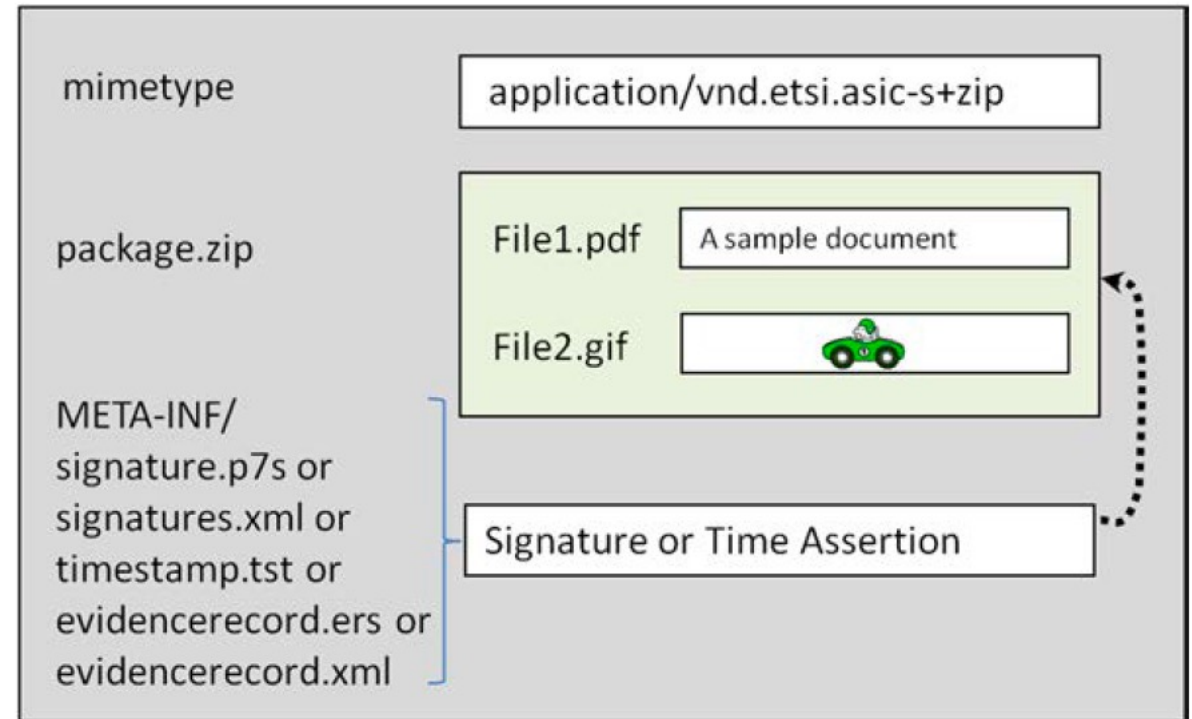 mimetype
application/vnd.etsi.asic-s+zip
package.zip
File1.pdf
A sample document
File2.gif
META-INF/
signature.p7s or
signatures.xml or
timestamp.tst or
evidencerecord.ers or
evidencerecord.xml
Signature or Time Assertion